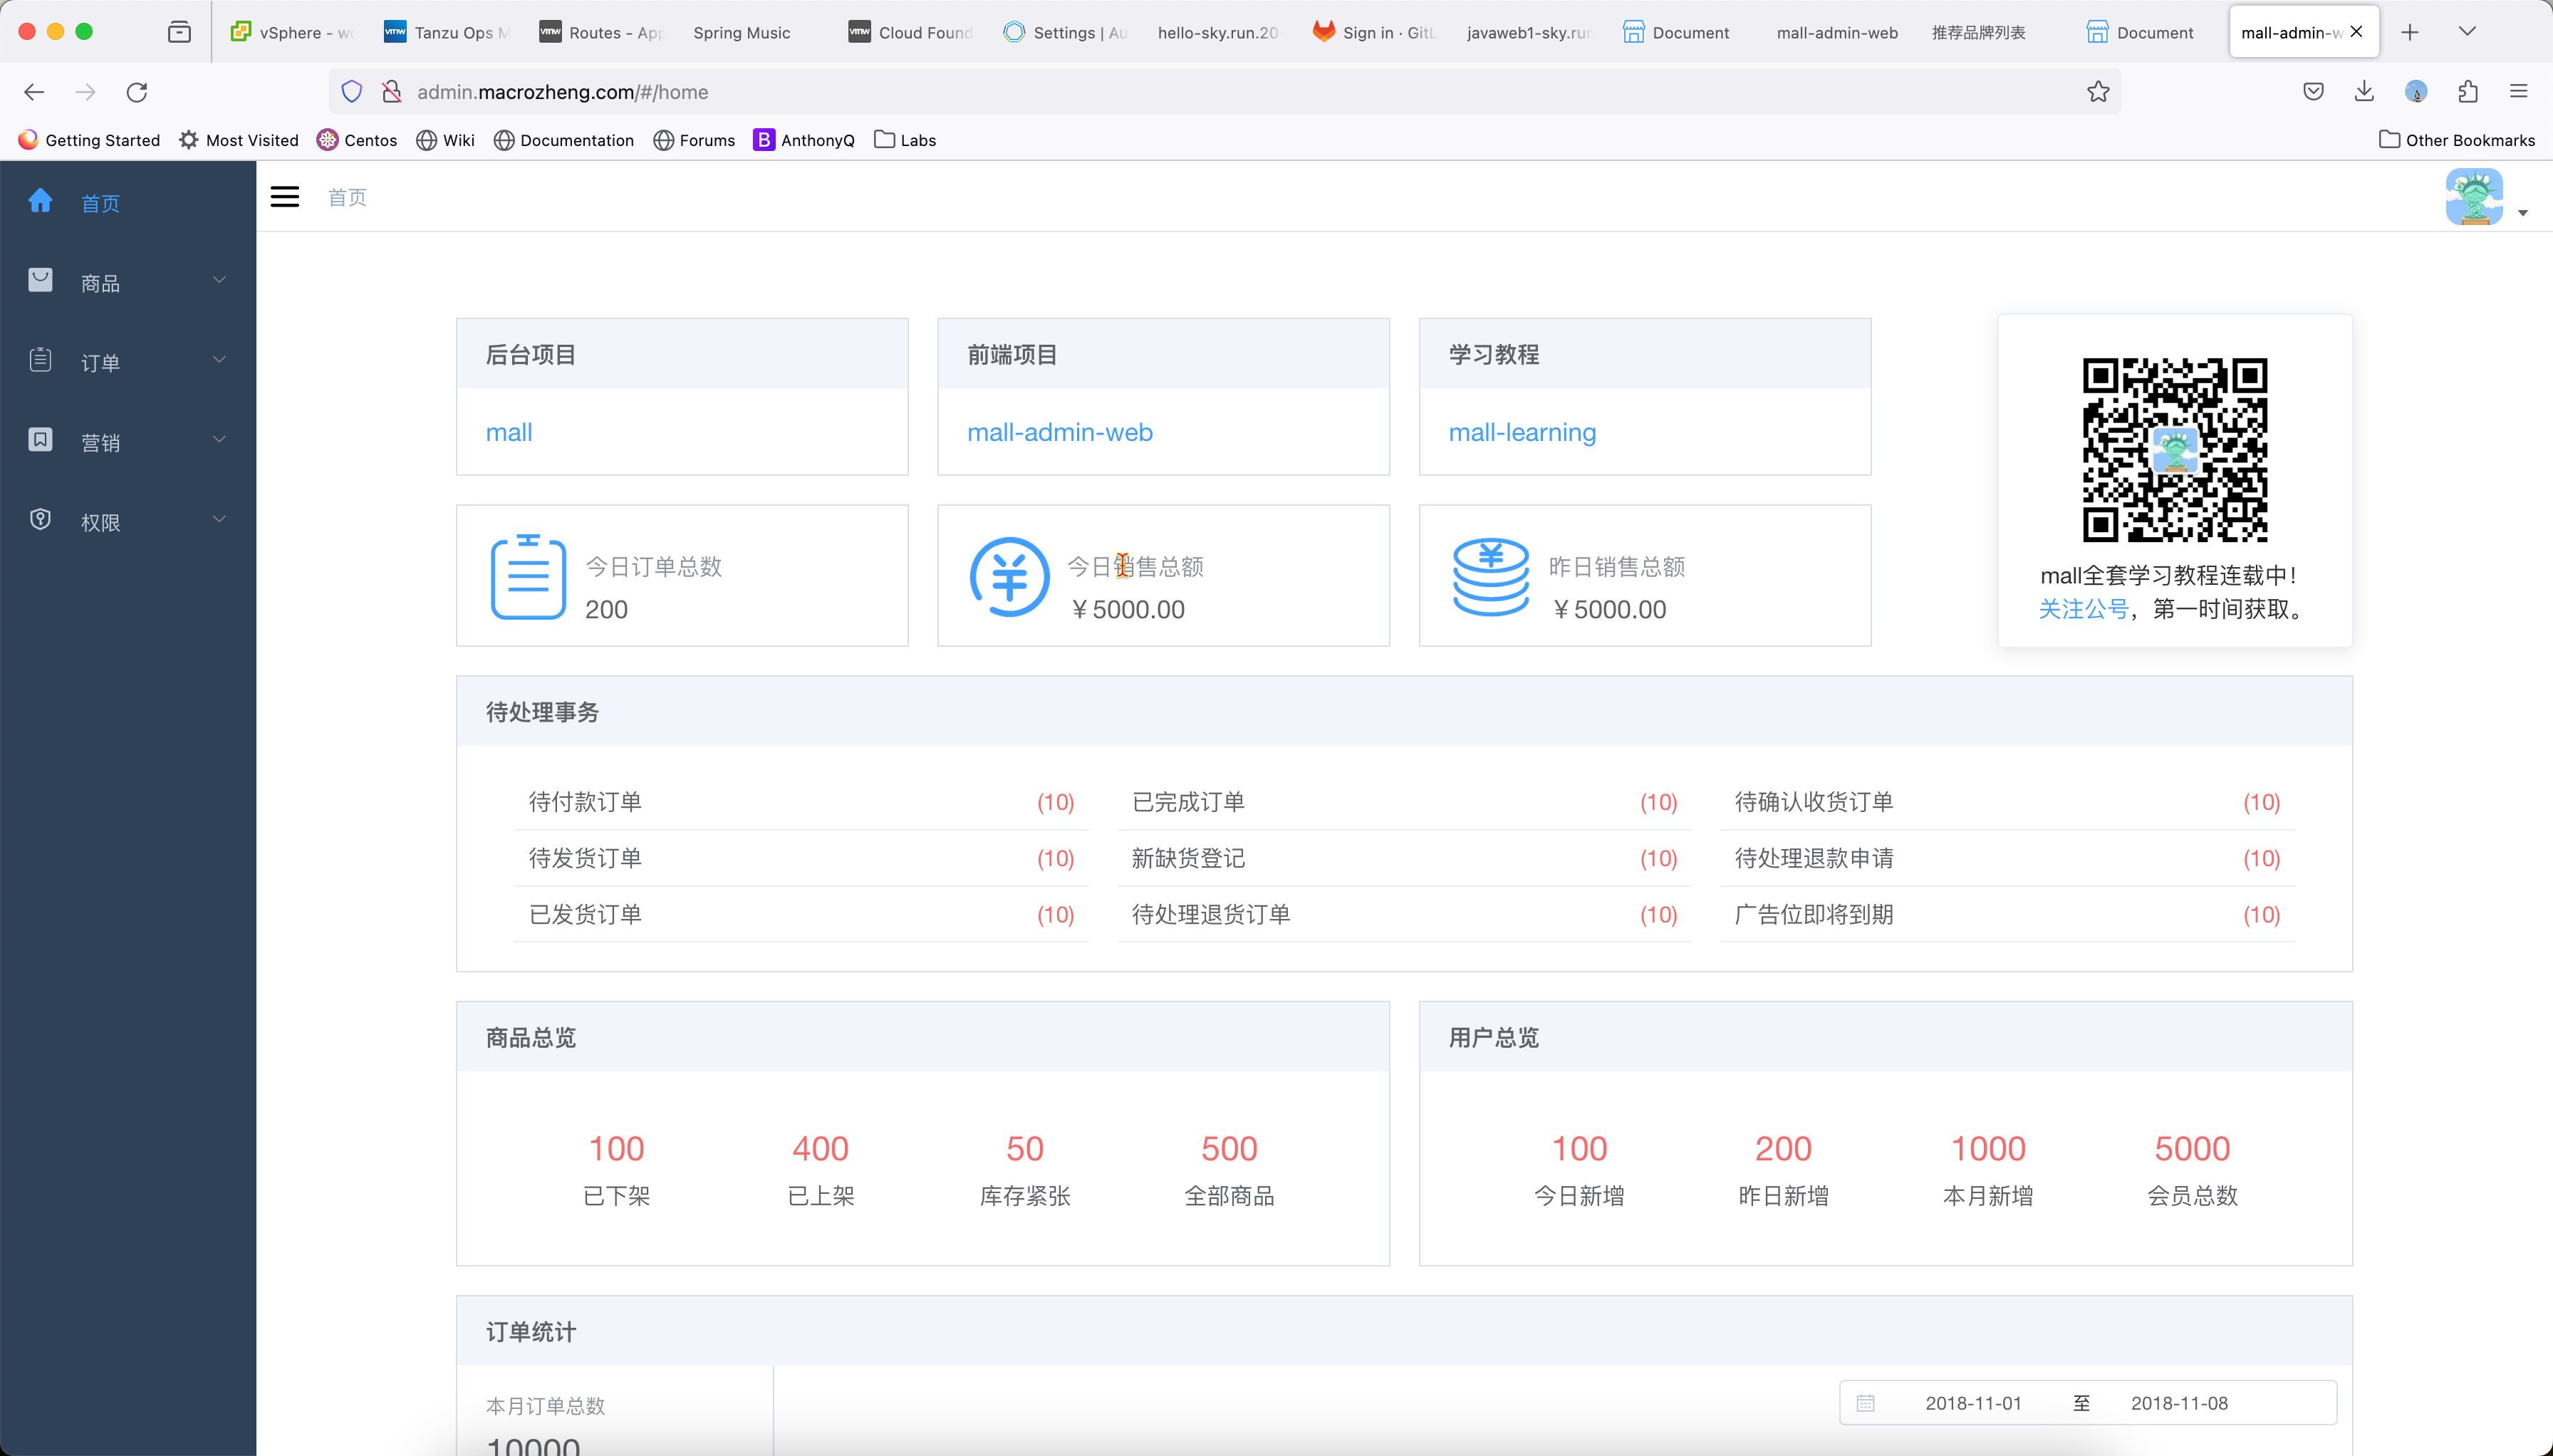 vSphere - wo
Tanzu Ops M
Routes - App
Spring Music
Cloud Found
Settings | Au
hello-sky.run.20
Sign in · GitL
javaweb1-sky.run
Document
mall-admin-web
推荐品牌列表
Document
mall-admin-w
admin.macrozheng.com/#/home
Getting Started
Most Visited
Centos
Wiki
Documentation
Forums
B AnthonyQ
Labs
Other Bookmarks
首页
商品
订单
营销
权限
首页
后台项目
mall
前端项目
mall-admin-web
学习教程
mall-learning
今日订单总数
200
今日销售总额
￥5000.00
昨日销售总额
￥5000.00
mall全套学习教程连载中！
关注公号，第一时间获取。
待处理事务
待付款订单 (10) 已完成订单 (10) 待确认收货订单 (10)
待发货订单 (10) 新缺货登记 (10) 待处理退款申请 (10)
已发货订单 (10) 待处理退货订单 (10) 广告位即将到期 (10)
商品总览
100 400 50 500
已下架 已上架 库存紧张 全部商品
用户总览
100 200 1000 5000
今日新增 昨日新增 本月新增 会员总数
订单统计
本月订单总数
10000
2018-11-01 至 2018-11-08